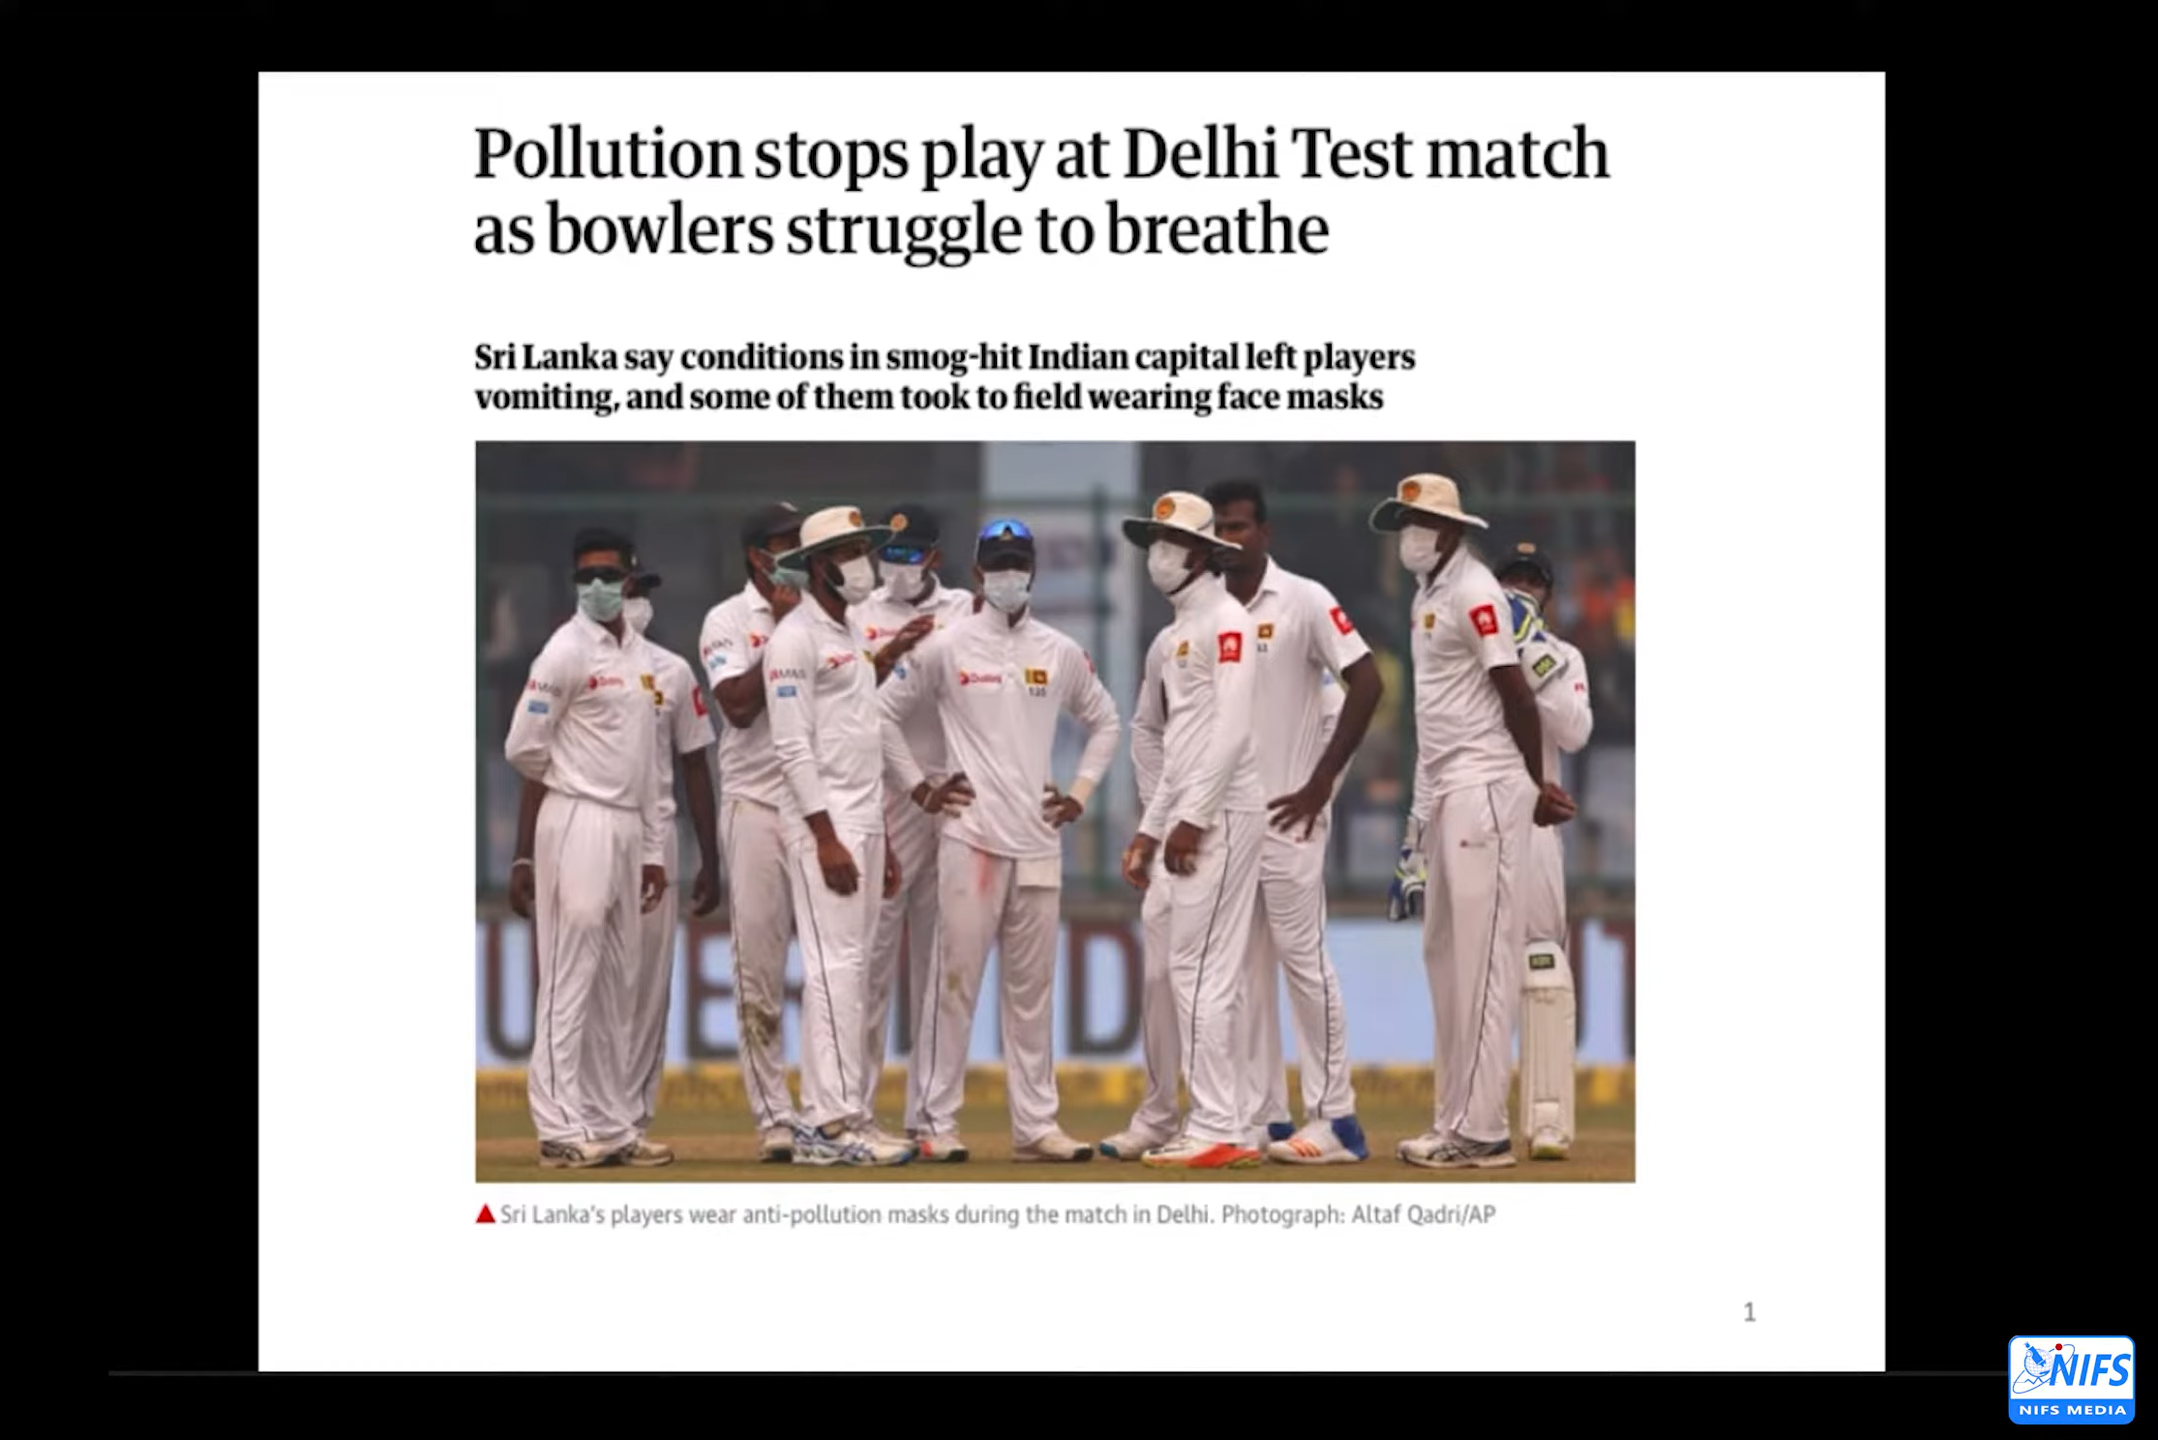 Pollution stops play at Delhi Test match
as bowlers struggle to breathe
Sri Lanka say conditions in smog-hit Indian capital left players
vomiting, and some of them took to field wearing face masks
Sri Lanka's players wear anti-pollution masks during the match in Delhi. Photograph: Altaf Qadri/AP
1
NIFS
NIFS MEDIA